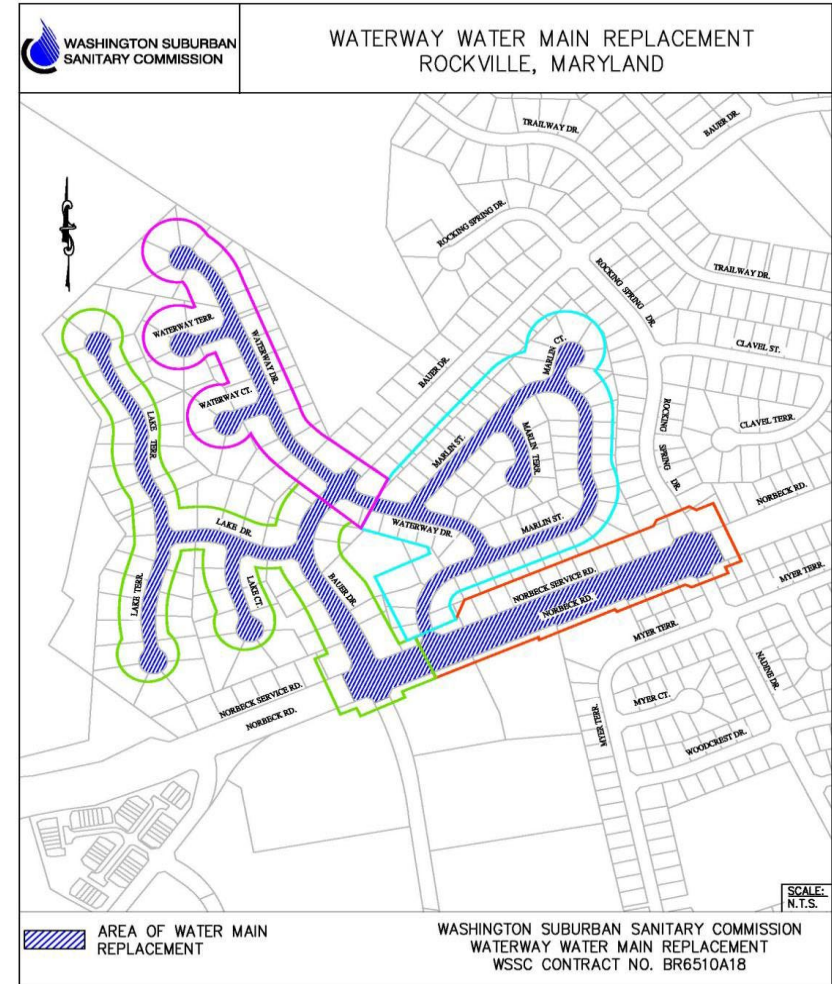 WASHINGTON SUBURBAN
SANITARY COMMISSION
WATERWAY WATER MAIN REPLACEMENT
ROCKVILLE, MARYLAND
TRAILWAY DR.
BAUER DR.
ROCKING SPRING DR.
ROCKING SPRING DR.
TRAILWAY DR.
WATERWAY TERR.
WATERWAY DR.
CLAVEL ST.
MARLIN CT.
BAUER DR.
WATERWAY CT.
ROCKING SPRING DR.
CLAVEL TERR.
LAKE TERR.
MARLIN ST.
MARLIN TERR.
NORBECK RD.
LAKE DR.
WATERWAY DR.
MARLIN ST.
MYER TERR.
LAKE TERR.
LAKE CT.
BAUER DR.
NORBECK SERVICE RD.
NORBECK RD.
MYER TERR.
NADINE DR.
NORBECK SERVICE RD.
NORBECK RD.
MYER CT.
MYER TERR.
WOODCREST DR.
SCALE:
N.T.S.
AREA OF WATER MAIN
REPLACEMENT
WASHINGTON SUBURBAN SANITARY COMMISSION
WATERWAY WATER MAIN REPLACEMENT
WSSC CONTRACT NO. BR6510A18